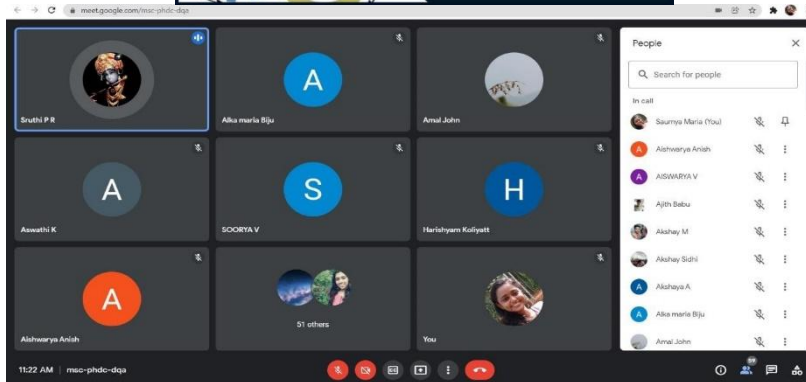 meet.google.com/msc-phdc-dqa
Sruthi P R
A
Alka maria Biju
Amal John
A
Aswathi K
S
SOORYA V
H
Harishyam Koliyatt
A
Aishwarya Anish
51 others
You
People
Search for people
In call
Saumya Maria (You)
A
Aishwarya Anish
A
AISWARYA V
Ajith Babu
Akshay M
Akshay Sidhi
A
Akshaya A
A
Alka maria Biju
Amal John
11:22 AM | msc-phdc-dqa
59